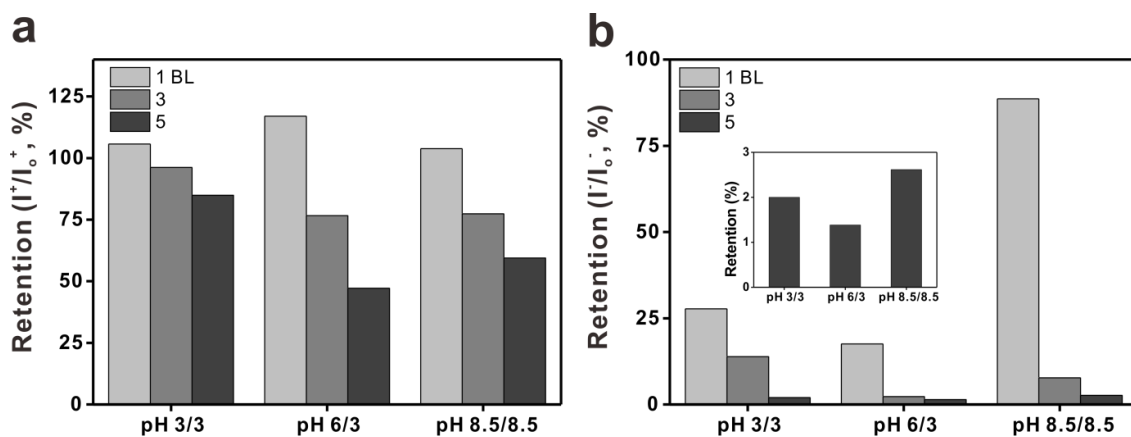 a
Retention (I⁺/Iₒ⁺, %)
125
100
75
50
25
0
1 BL
3
5
pH 3/3
pH 6/3
pH 8.5/8.5
b
Retention (I⁻/Iₒ⁻, %)
100
75
50
25
0
1 BL
3
5
Retention (%)
3
2
1
0
pH 3/3
pH 6/3
pH 8.5/8.5
pH 3/3
pH 6/3
pH 8.5/8.5